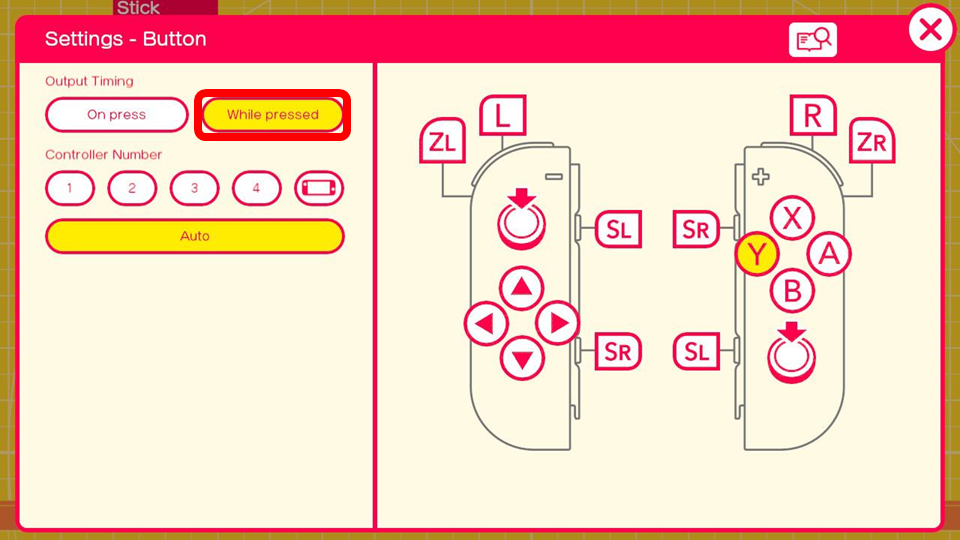 Stick
Settings - Button
Output Timing
On press
While pressed
Controller Number
1 2 3 4
Auto
L
ZL
SL
SR
R
ZR
SR
X
Y
A
B
SL